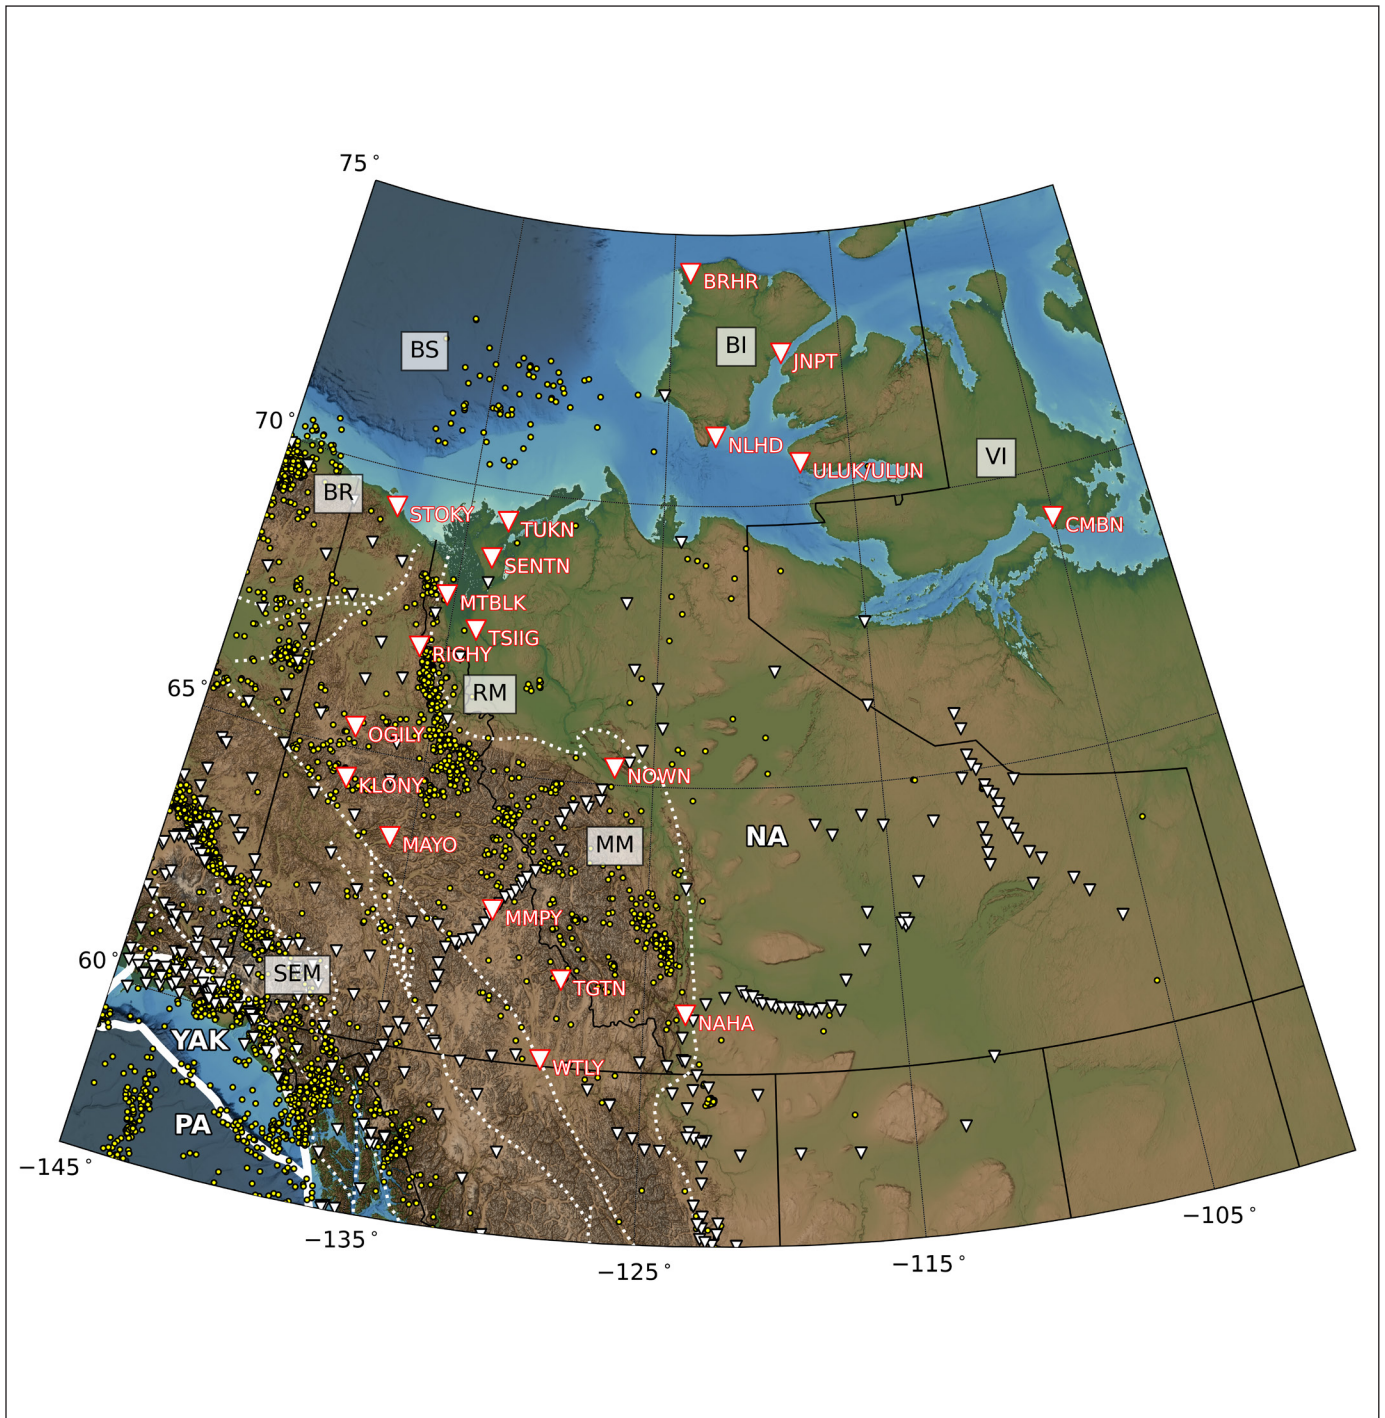 75°
BRHR
BS
BI
JNPT
70°
NLHD
VI
ULUK/ULUN
BR
STOKY
CMBN
TUKN
SENTN
MTBLK
TSIIG
RICHY
65°
RM
OGILY
NOWN
KLONY
NA
MAYO
MM
MMPY
60°
SEM
TGTN
NAHA
YAK
WTLY
PA
−145°
−105°
−135°
−115°
−125°